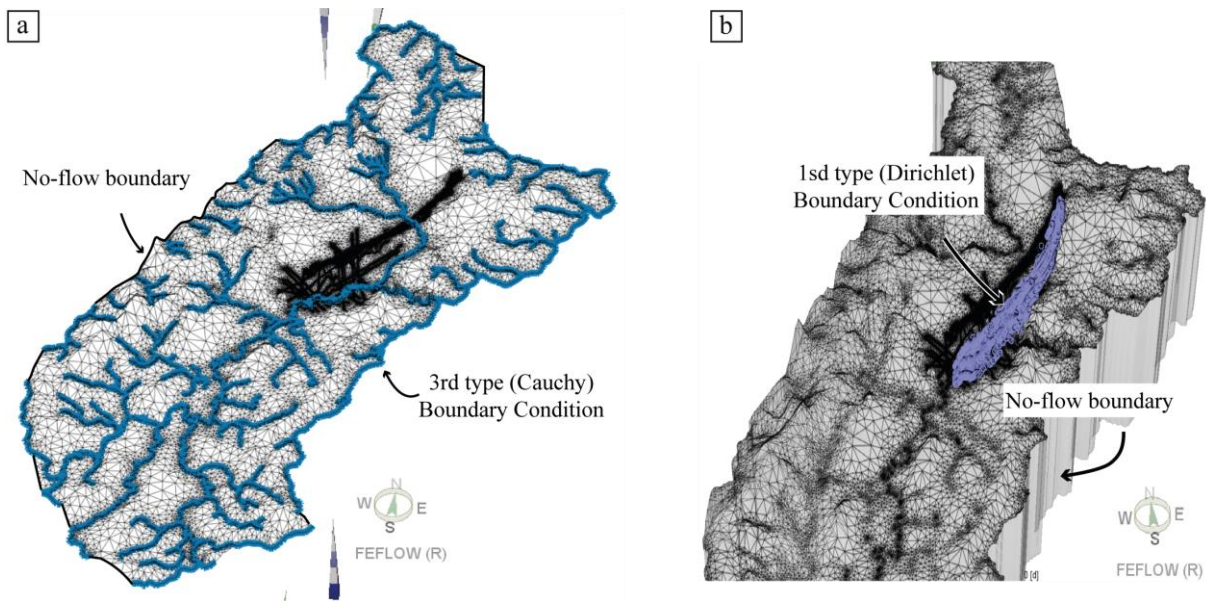 a
No-flow boundary
3rd type (Cauchy)
Boundary Condition
N
W E
S
FEFLOW (R)
b
1sd type (Dirichlet)
Boundary Condition
No-flow boundary
N
W E
S
FEFLOW (R)
[d]